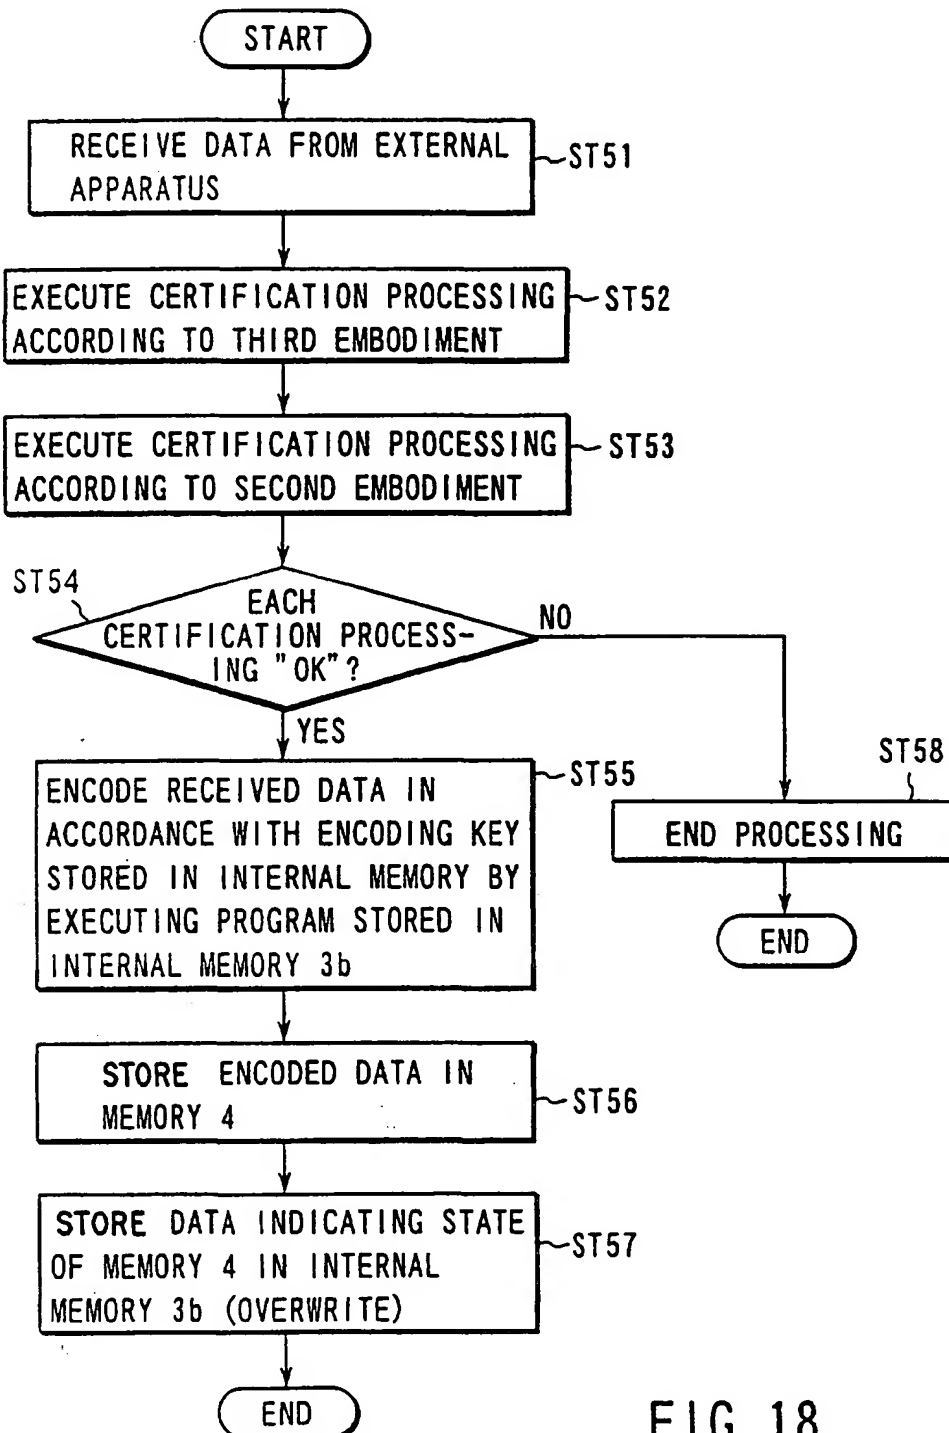 START
RECEIVE DATA FROM EXTERNAL
APPARATUS
ST51
EXECUTE CERTIFICATION PROCESSING
ACCORDING TO THIRD EMBODIMENT
ST52
EXECUTE CERTIFICATION PROCESSING
ACCORDING TO SECOND EMBODIMENT
ST53
ST54
EACH
CERTIFICATION PROCESS-
ING "OK"?
NO
YES
ENCODE RECEIVED DATA IN
ACCORDANCE WITH ENCODING KEY
STORED IN INTERNAL MEMORY BY
EXECUTING PROGRAM STORED IN
INTERNAL MEMORY 3b
ST55
ST58
END PROCESSING
END
STORE ENCODED DATA IN
MEMORY 4
ST56
STORE DATA INDICATING STATE
OF MEMORY 4 IN INTERNAL
MEMORY 3b (OVERWRITE)
ST57
END
FIG. 18